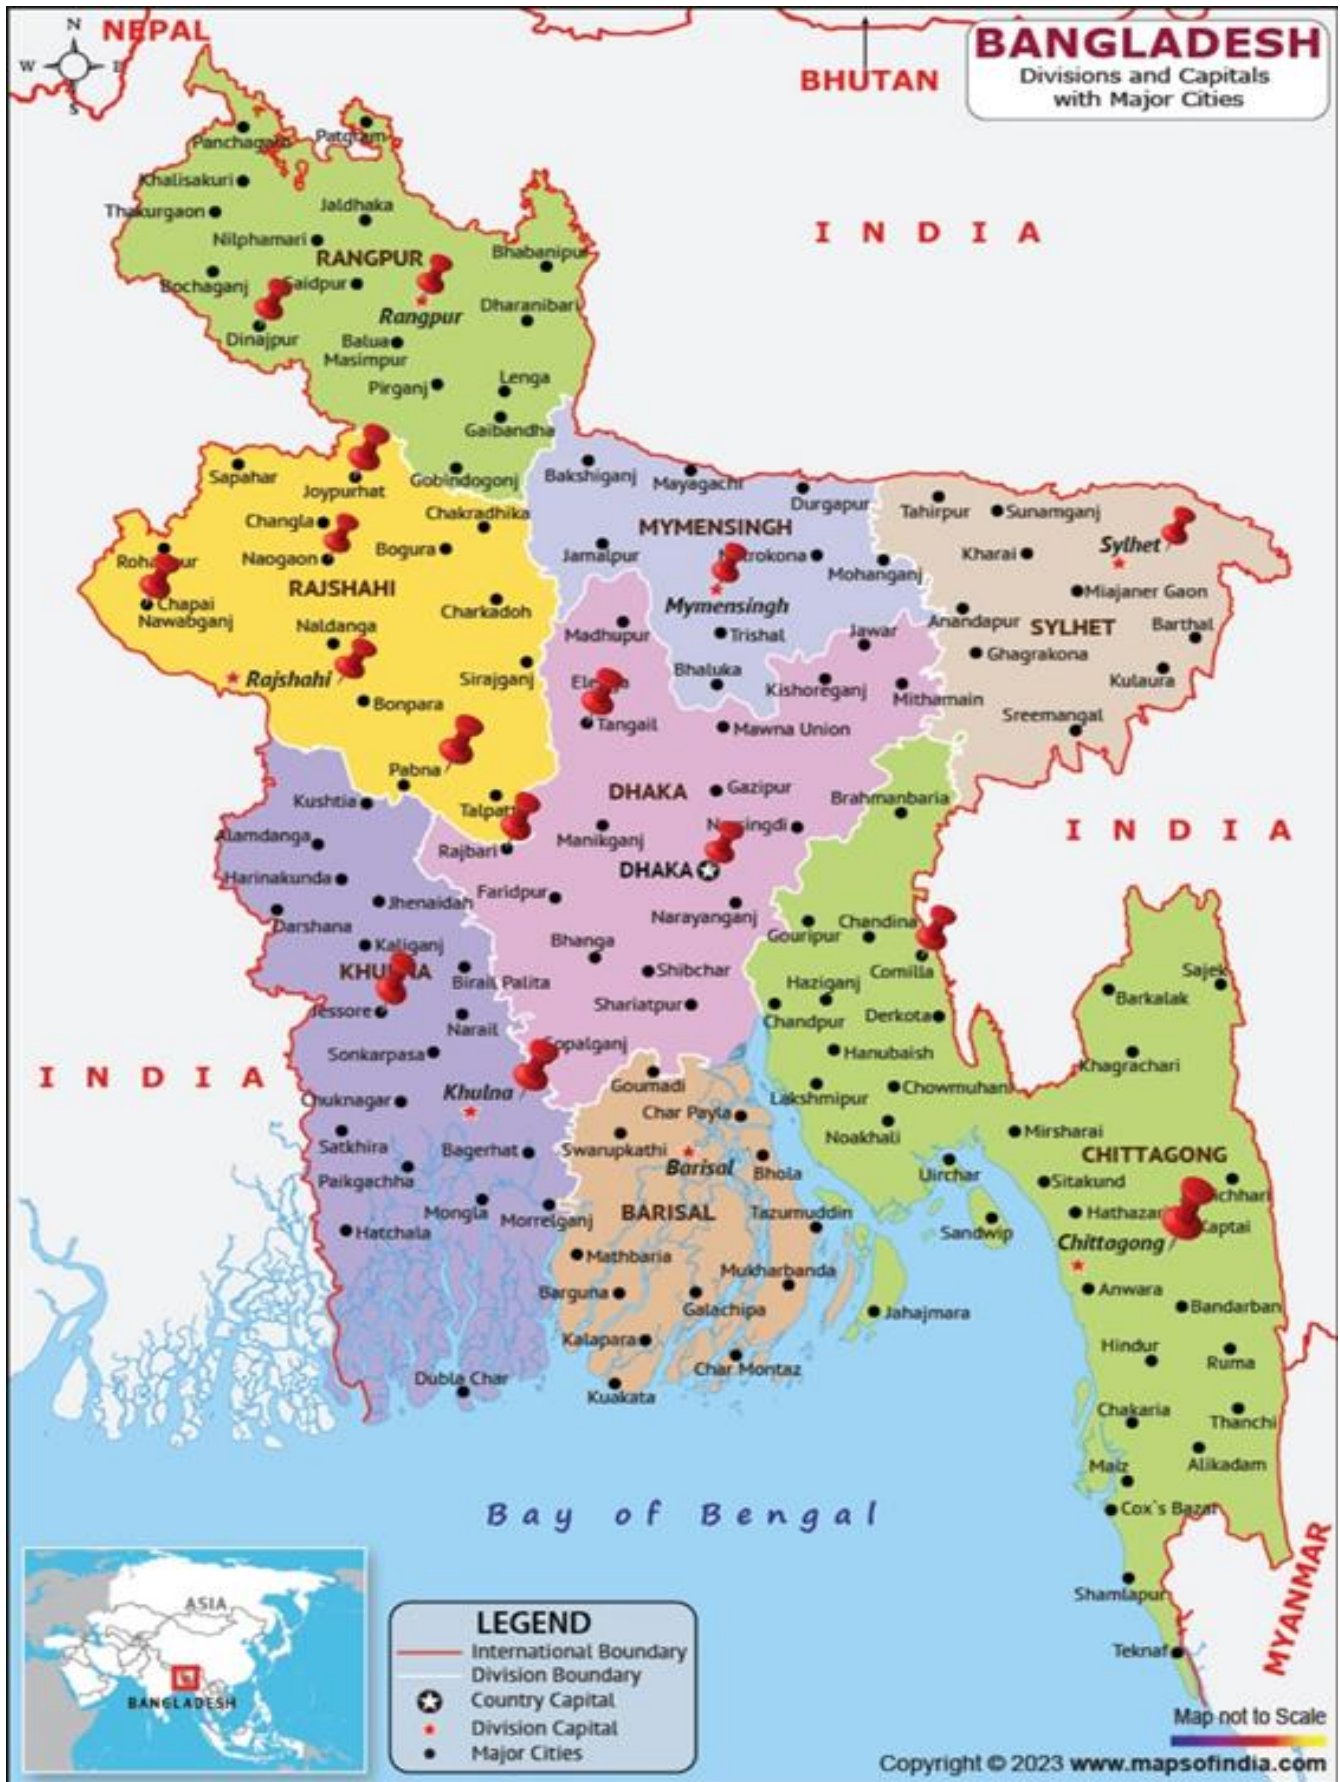 N
W
E
S
NEPAL
BHUTAN
BANGLADESH
Divisions and Capitals
with Major Cities
Panchagarh
Patgram
Khalisakuri
Thakurgaon
Jaldhaka
Nilphamari
I N D I A
RANGPUR
Bhabanipur
Bochaganj
Saidpur
Dharanibari
Rangpur
Dinajpur
Balua
Masimpur
Pirganj
Lenga
Gaibandha
Sapahar
Joypurhat
Gobindogonj
Bakshiganj
Mayagachi
Durgapur
Tahirpur
Sunamganj
Changla
Chakradhika
MYMENSINGH
Sylhet
Naogaon
Bogura
Jamalpur
Kharai
Mohanganj
RAJSHAHI
Miajaner Gaon
Chapai
Nawabganj
Charkadoh
Mymensingh
Anandapur
SYLHET
Barthal
Naldanga
Madhupur
Trishal
Jawar
Ghagrakona
Rajshahi
Sirajganj
Bhaluka
Kishoreganj
Mithamain
Kulaura
Bonpara
Tangail
Mawna Union
Sreemangal
Pabna
Kushtia
DHAKA
Gazipur
Brahmanbaria
I N D I A
Alamdanga
Rajbari
Manikganj
DHAKA
Harinakunda
Jhenaidah
Faridpur
Narayanganj
Darshana
Gouripur
Chandina
Kaliganj
Bhanga
Comilla
Birail Palita
Shibchar
Haziganj
Sajek
Barkalak
Jessore
Narail
Shariatpur
Chandpur
Derkota
Sonkarpasa
Gopalganj
Hanubaish
Khagrachari
I N D I A
Khulna
Goumadi
Chuknagar
Char Payla
Lakshmipur
Chowmuhani
Satkhira
Bagerhat
Swarupkathi
Noakhali
Mirsharai
Barisal
Bhola
CHITTAGONG
Paikgachha
Uirchar
Sitakund
Mongla
Morrelganj
BARISAL
Tazumuddin
Hatchala
Sandwip
Kaptai
Chittagong
Mathbaria
Mukharbanda
Barguna
Galachipa
Anwara
Bandarban
Jahajmara
Kalapara
Hindur
Ruma
Dubla Char
Char Montaz
Kuakata
Chakaria
Thanchi
Maiz
Alikadam
Bay of Bengal
Cox`s Bazar
MYANMAR
Shamlapur
Teknaf
ASIA
BANGLADESH
LEGEND
International Boundary
Division Boundary
Country Capital
Division Capital
Major Cities
Map not to Scale
Copyright © 2023 www.mapsofindia.com